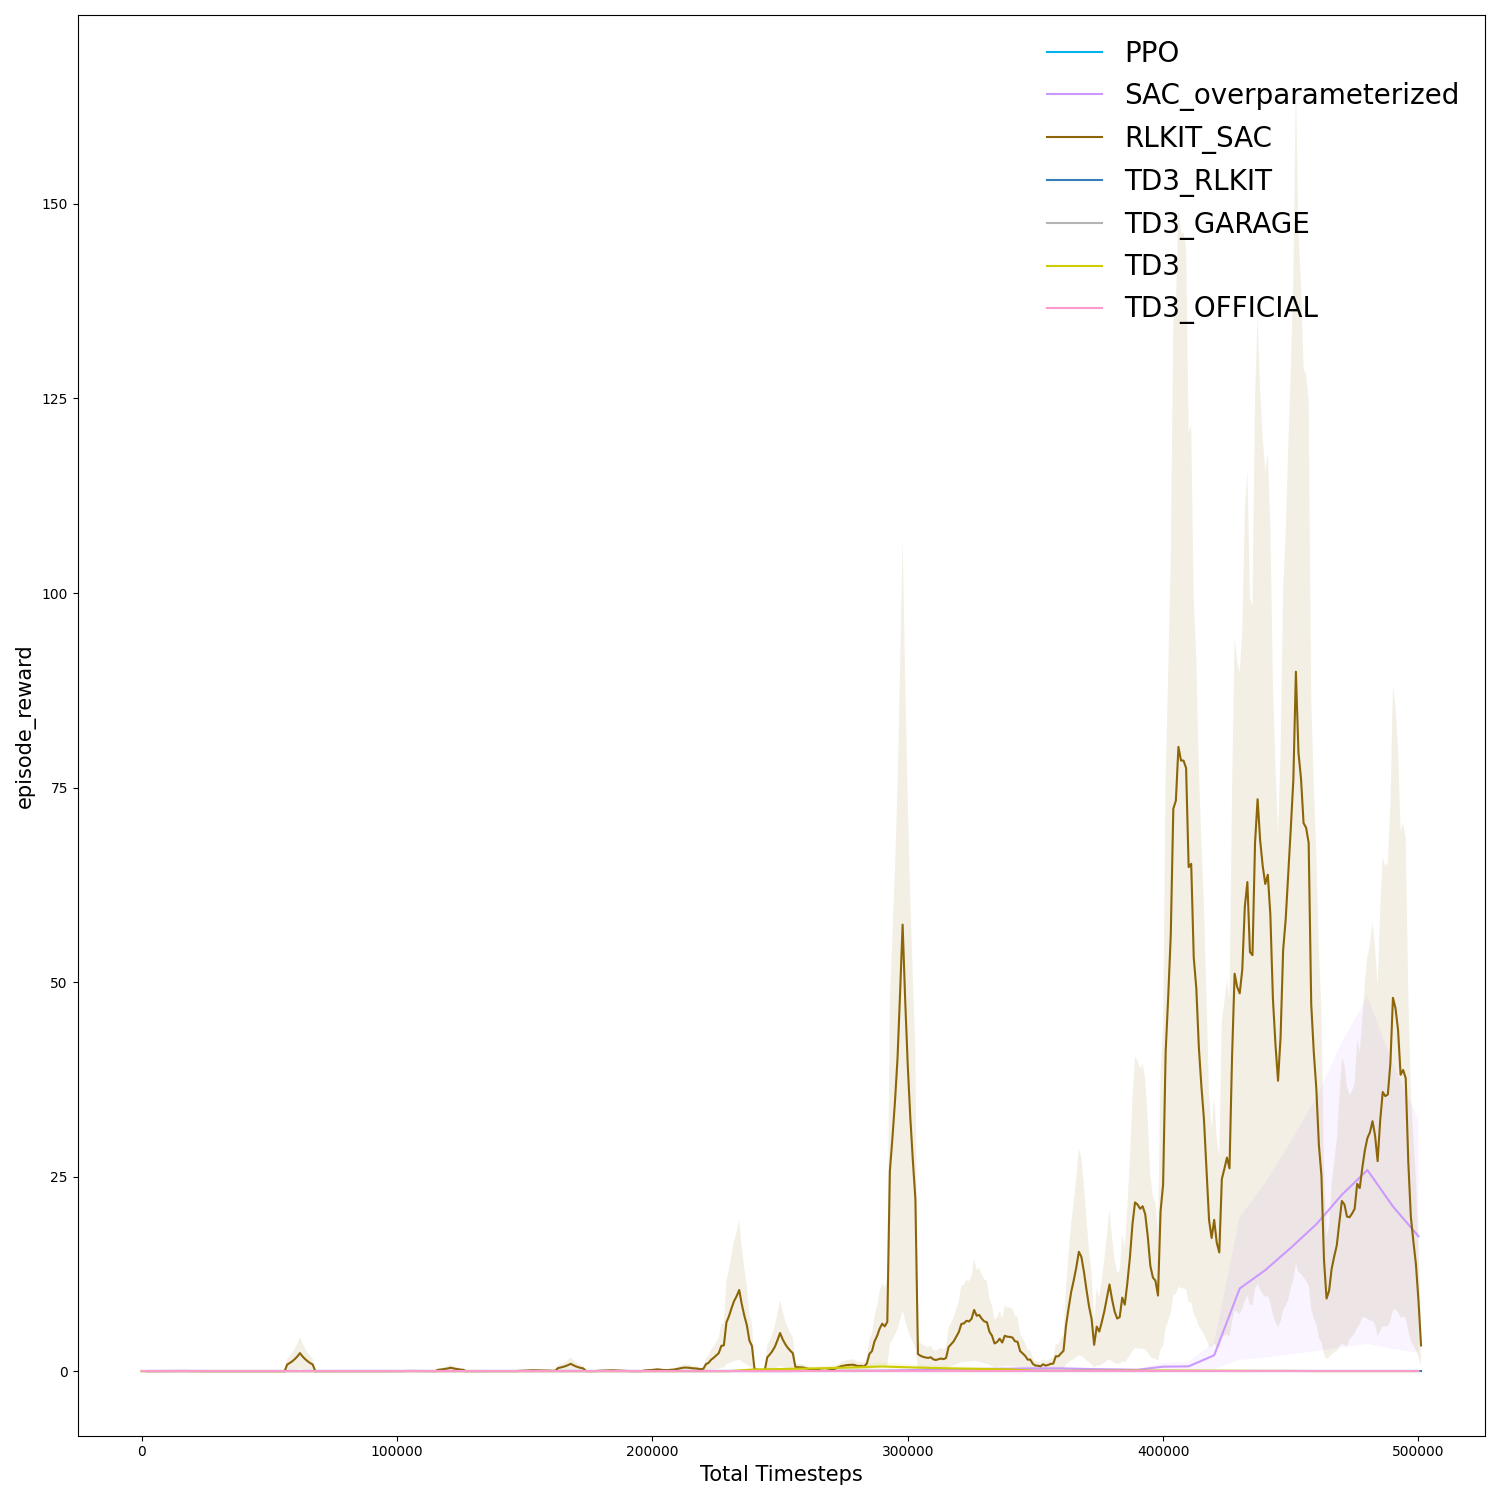 PPO
SAC_overparameterized
RLKIT_SAC
TD3_RLKIT
TD3_GARAGE
TD3
TD3_OFFICIAL
150
125
100
75
50
25
0
episode_reward
0 100000 200000 300000 400000 500000
Total Timesteps